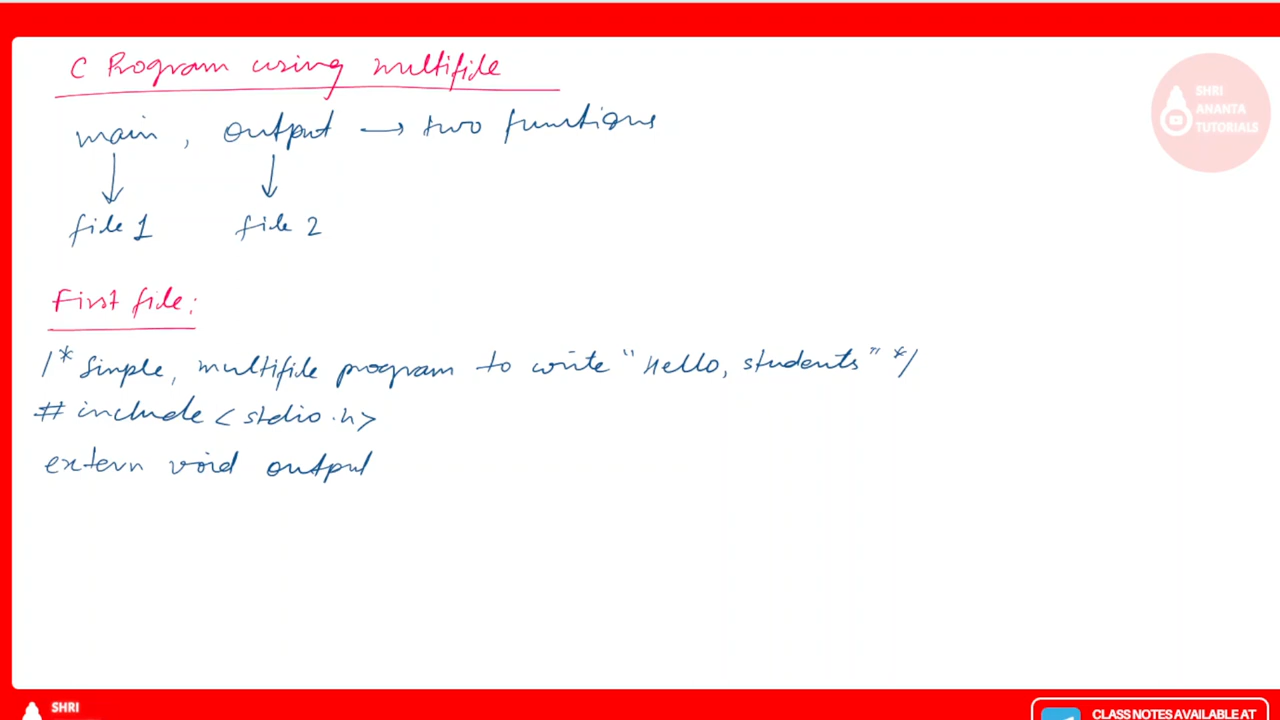 C Program using multifile
SHRI
ANANTA
TUTORIALS
main, output → two functions
↓ ↓
file 1 file 2
First file:
/* Simple, multifile program to write "Hello, students" */
# include <stdio.h>
extern void output
SHRI
CLASS NOTES AVAILABLE AT